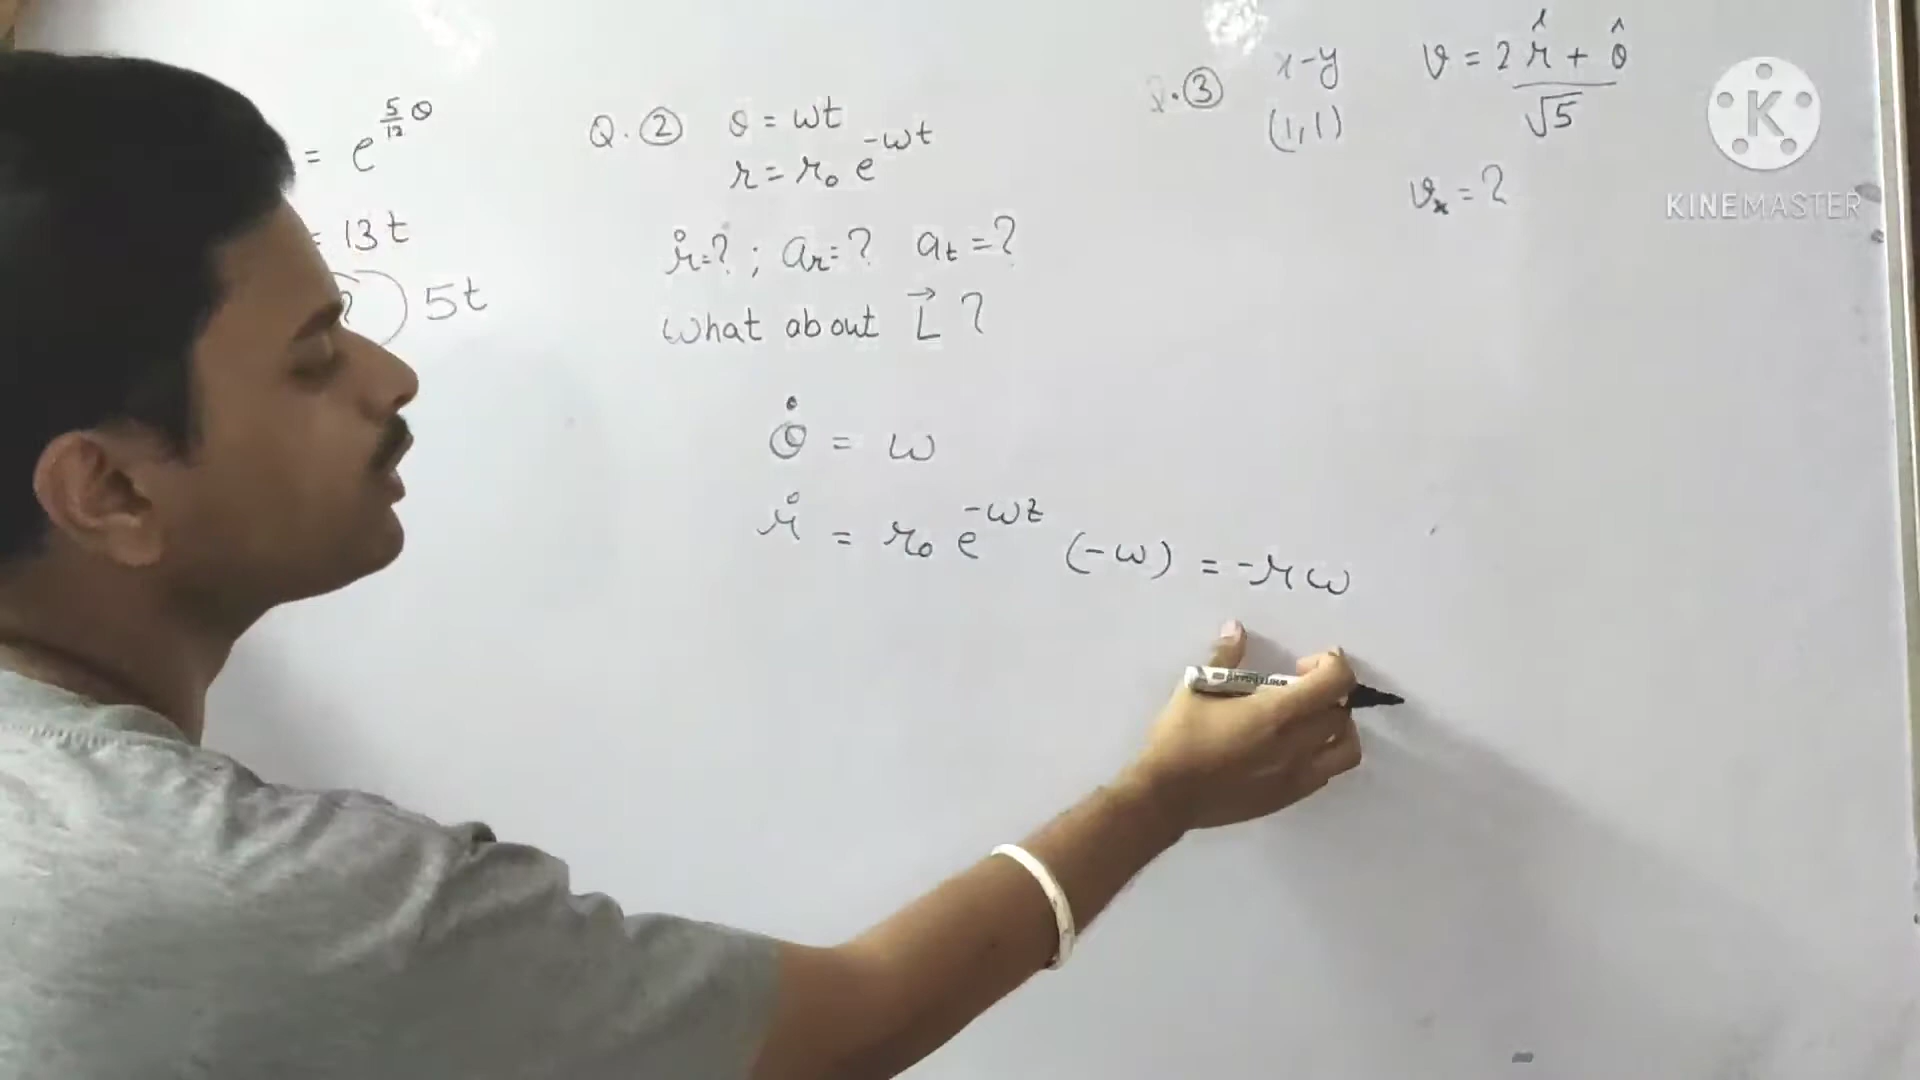 = e^{5/12 θ}
= 13t
? 5t
Q. ② θ = ωt
r = r₀ e^{-ωt}
ṙ=? ; aᵣ=? aₜ=?
What about L⃗ ?
θ̇ = ω
ṙ = r₀ e^{-ωt} (-ω) = -rω
Q.③ x-y v = 2r̂ + θ̂ / √5
(1,1)
vₓ = ?
K
KINEMASTER